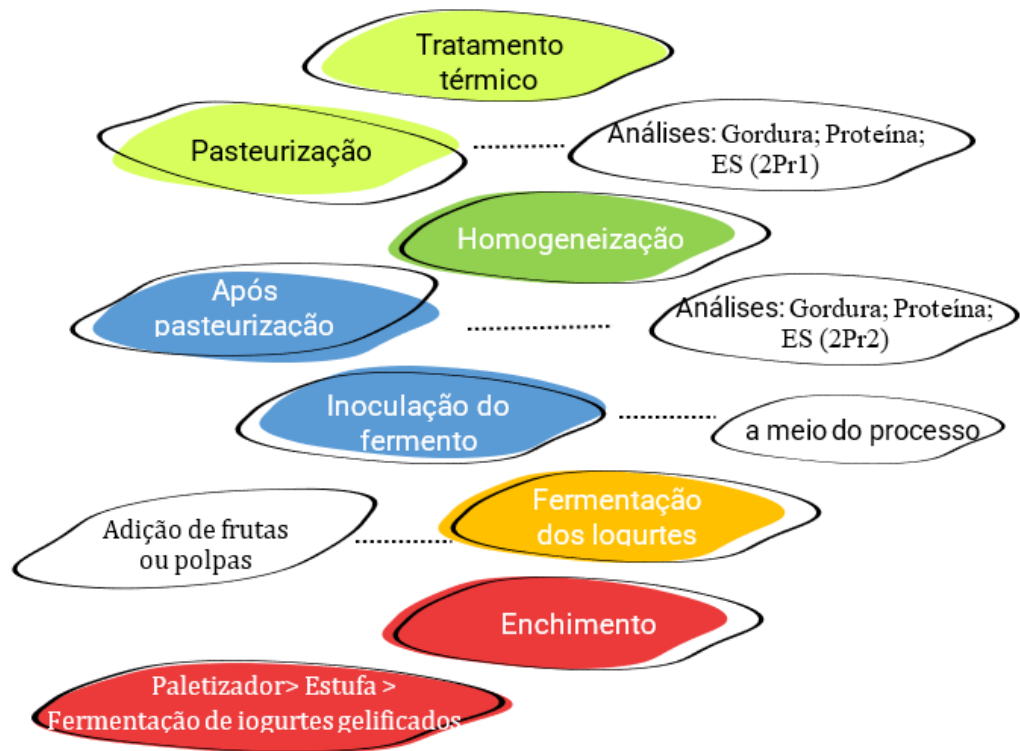 Tratamento
térmico
Pasteurização
Análises: Gordura; Proteína;
ES (2Pr1)
Homogeneização
Após
pasteurização
Análises: Gordura; Proteína;
ES (2Pr2)
Inoculação do
fermento
a meio do processo
Fermentação
dos Iogurtes
Adição de frutas
ou polpas
Enchimento
Paletizador> Estufa >
Fermentação de iogurtes gelificados